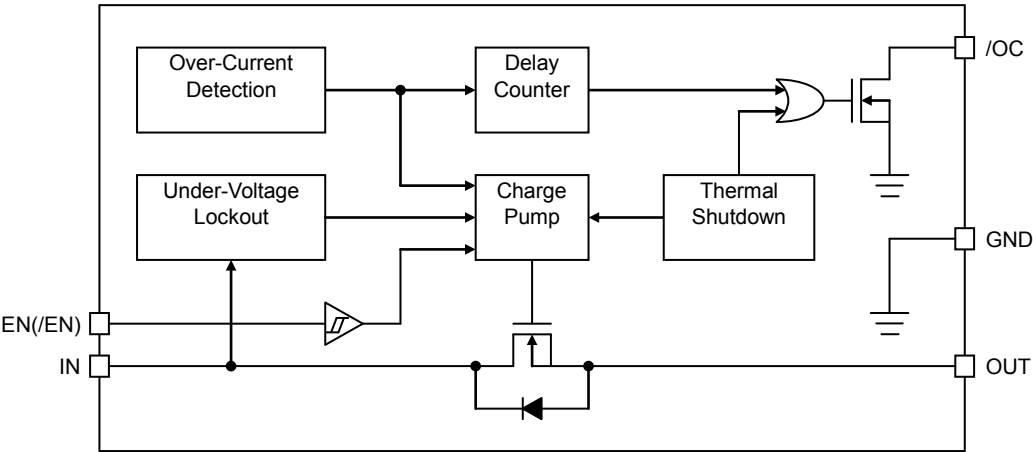 Over-Current
Detection
Delay
Counter
/OC
Under-Voltage
Lockout
Charge
Pump
Thermal
Shutdown
GND
EN(/EN)
IN
OUT